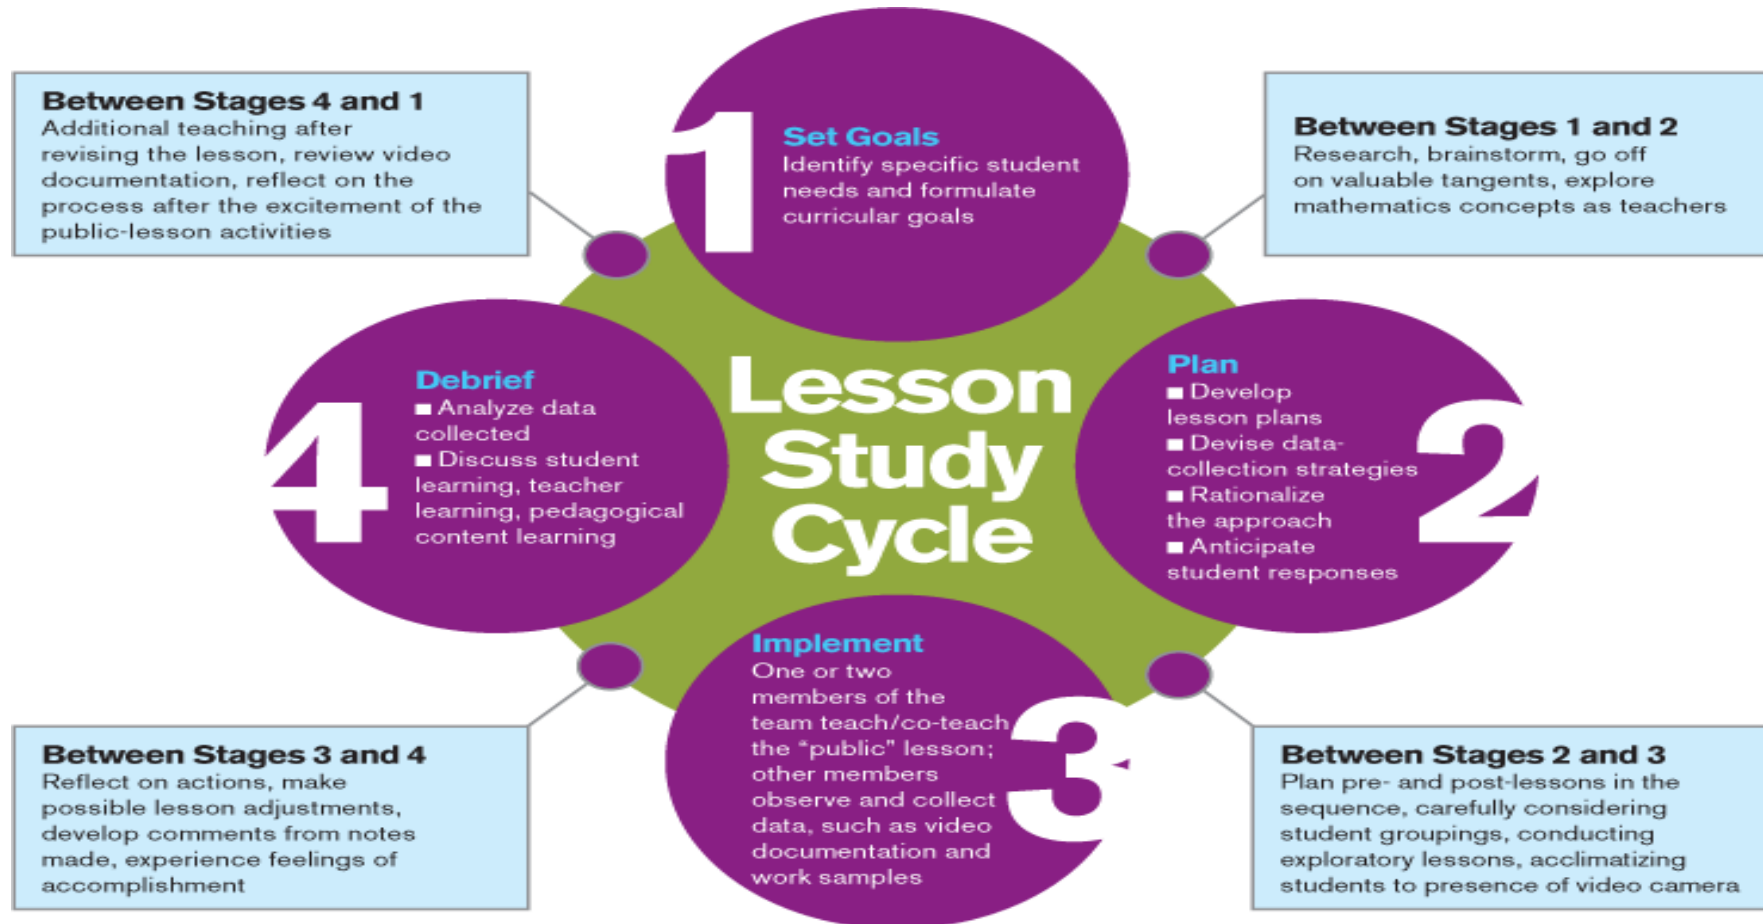 Between Stages 4 and 1
Additional teaching after
revising the lesson, review video
documentation, reflect on the
process after the excitement of the
public-lesson activities
1
Set Goals
Identify specific student
needs and formulate
curricular goals
Between Stages 1 and 2
Research, brainstorm, go off
on valuable tangents, explore
mathematics concepts as teachers
4
Debrief
■ Analyze data
collected
■ Discuss student
learning, teacher
learning, pedagogical
content learning
Lesson
Study
Cycle
Plan
■ Develop
lesson plans
■ Devise data-
collection strategies
■ Rationalize
the approach
■ Anticipate
student responses
2
Between Stages 3 and 4
Reflect on actions, make
possible lesson adjustments,
develop comments from notes
made, experience feelings of
accomplishment
Implement
One or two
members of the
team teach/co-teach
the “public” lesson;
other members
observe and collect
data, such as video
documentation and
work samples
3
Between Stages 2 and 3
Plan pre- and post-lessons in the
sequence, carefully considering
student groupings, conducting
exploratory lessons, acclimatizing
students to presence of video camera